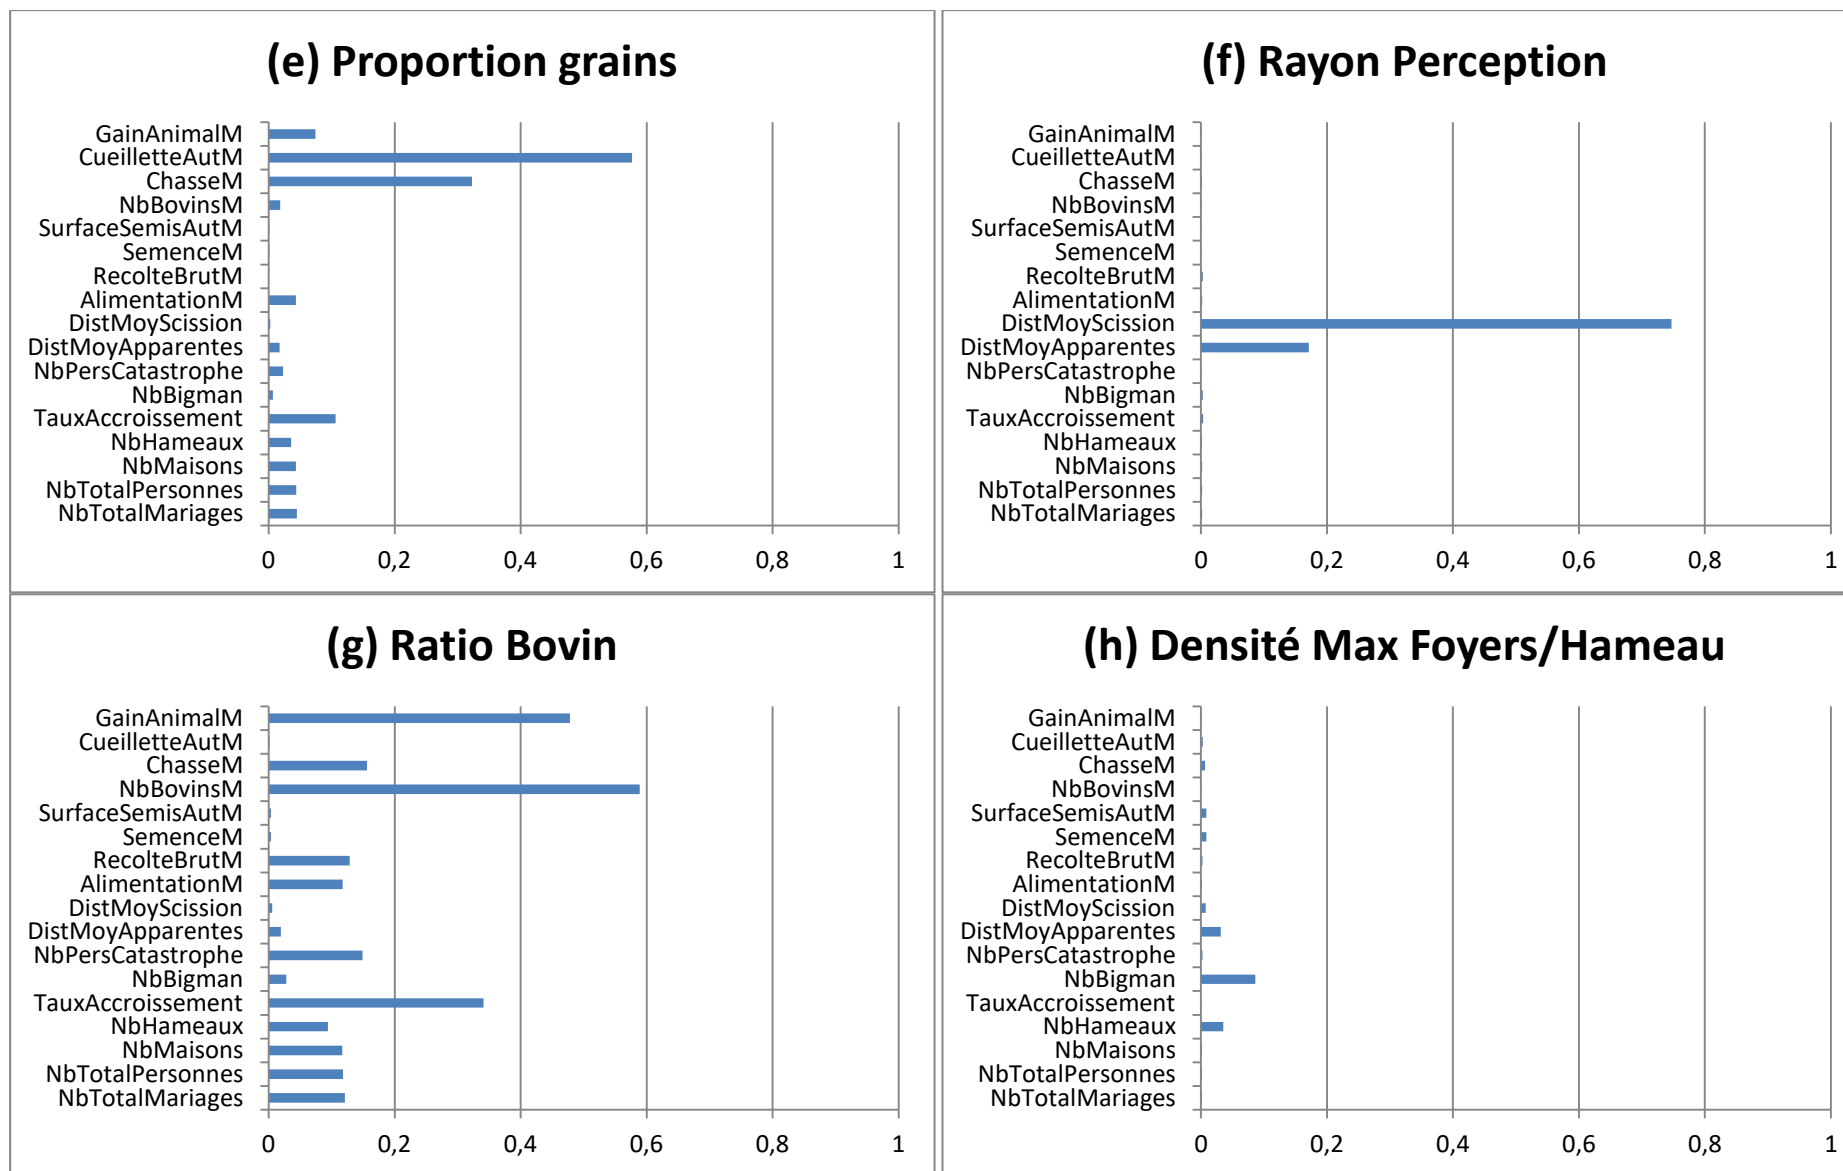 (e) Proportion grains
GainAnimalM
CueilletteAutM
ChasseM
NbBovinsM
SurfaceSemisAutM
SemenceM
RecolteBrutM
AlimentationM
DistMoyScission
DistMoyApparentes
NbPersCatastrophe
NbBigman
TauxAccroissement
NbHameaux
NbMaisons
NbTotalPersonnes
NbTotalMariages
0 0,2 0,4 0,6 0,8 1
(f) Rayon Perception
GainAnimalM
CueilletteAutM
ChasseM
NbBovinsM
SurfaceSemisAutM
SemenceM
RecolteBrutM
AlimentationM
DistMoyScission
DistMoyApparentes
NbPersCatastrophe
NbBigman
TauxAccroissement
NbHameaux
NbMaisons
NbTotalPersonnes
NbTotalMariages
0 0,2 0,4 0,6 0,8 1
(g) Ratio Bovin
GainAnimalM
CueilletteAutM
ChasseM
NbBovinsM
SurfaceSemisAutM
SemenceM
RecolteBrutM
AlimentationM
DistMoyScission
DistMoyApparentes
NbPersCatastrophe
NbBigman
TauxAccroissement
NbHameaux
NbMaisons
NbTotalPersonnes
NbTotalMariages
0 0,2 0,4 0,6 0,8 1
(h) Densité Max Foyers/Hameau
GainAnimalM
CueilletteAutM
ChasseM
NbBovinsM
SurfaceSemisAutM
SemenceM
RecolteBrutM
AlimentationM
DistMoyScission
DistMoyApparentes
NbPersCatastrophe
NbBigman
TauxAccroissement
NbHameaux
NbMaisons
NbTotalPersonnes
NbTotalMariages
0 0,2 0,4 0,6 0,8 1